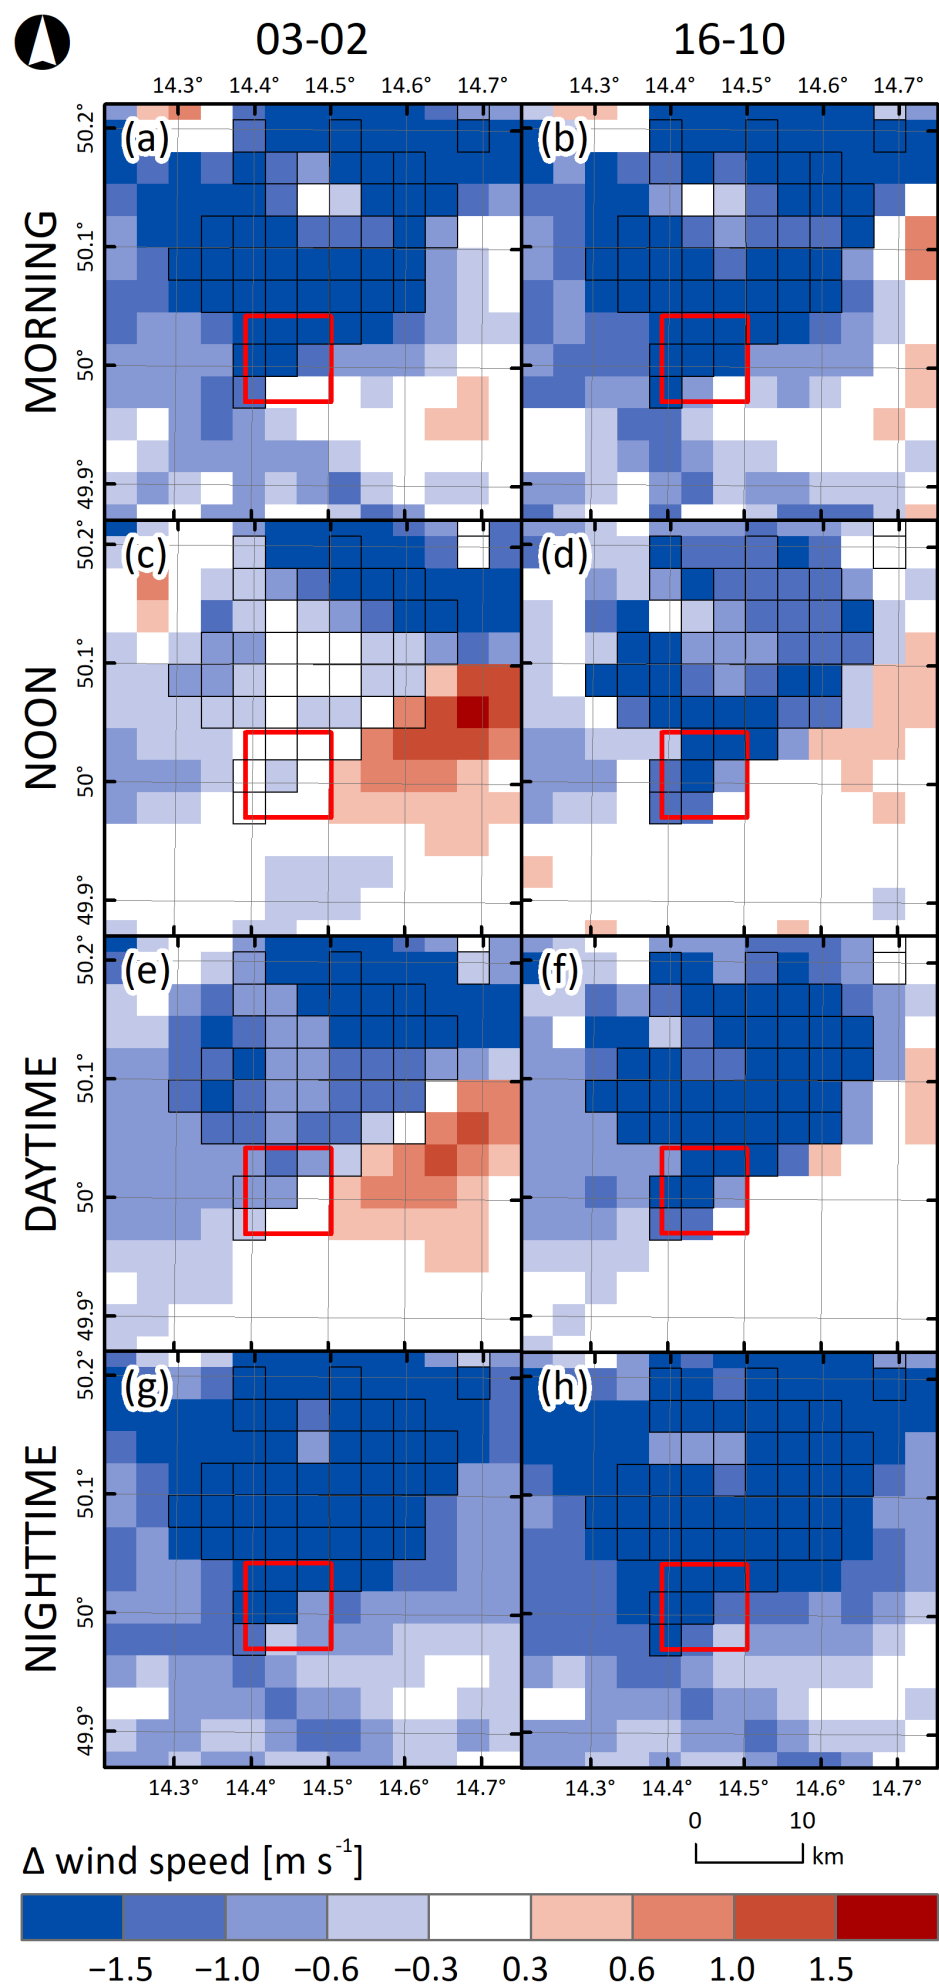 03-02 16-10
14.3° 14.4° 14.5° 14.6° 14.7° 14.3° 14.4° 14.5° 14.6° 14.7°
MORNING
50.2°
50.1°
50°
49.9°
(a) (b)
NOON
50.2°
50.1°
50°
49.9°
(c) (d)
DAYTIME
50.2°
50.1°
50°
49.9°
(e) (f)
NIGHTTIME
50.2°
50.1°
50°
49.9°
(g) (h)
14.3° 14.4° 14.5° 14.6° 14.7° 14.3° 14.4° 14.5° 14.6° 14.7°
0 10
km
Δ wind speed [m s⁻¹]
−1.5 −1.0 −0.6 −0.3 0.3 0.6 1.0 1.5